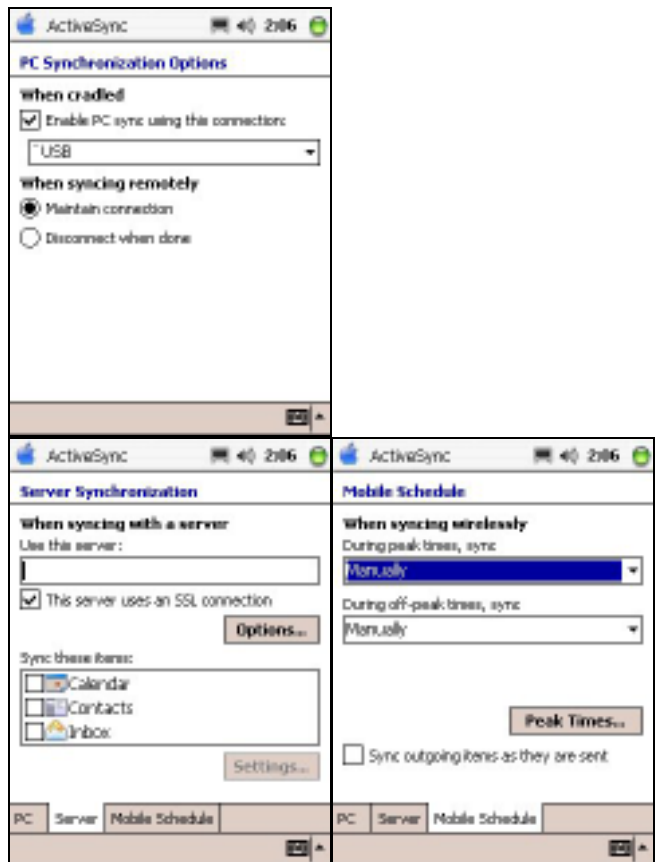 ActiveSync 2:06
PC Synchronization Options
When cradled
Enable PC sync using this connection:
`USB
When syncing remotely
Maintain connection
Disconnect when done
ActiveSync 2:06
Server Synchronization
When syncing with a server
Use this server:
This server uses an SSL connection
Options...
Sync these items:
Calendar
Contacts
Inbox
Settings...
PC Server Mobile Schedule
ActiveSync 2:06
Mobile Schedule
When syncing wirelessly
During peak times, sync
Manually
During off-peak times, sync
Manually
Peak Times...
Sync outgoing items as they are sent
PC Server Mobile Schedule